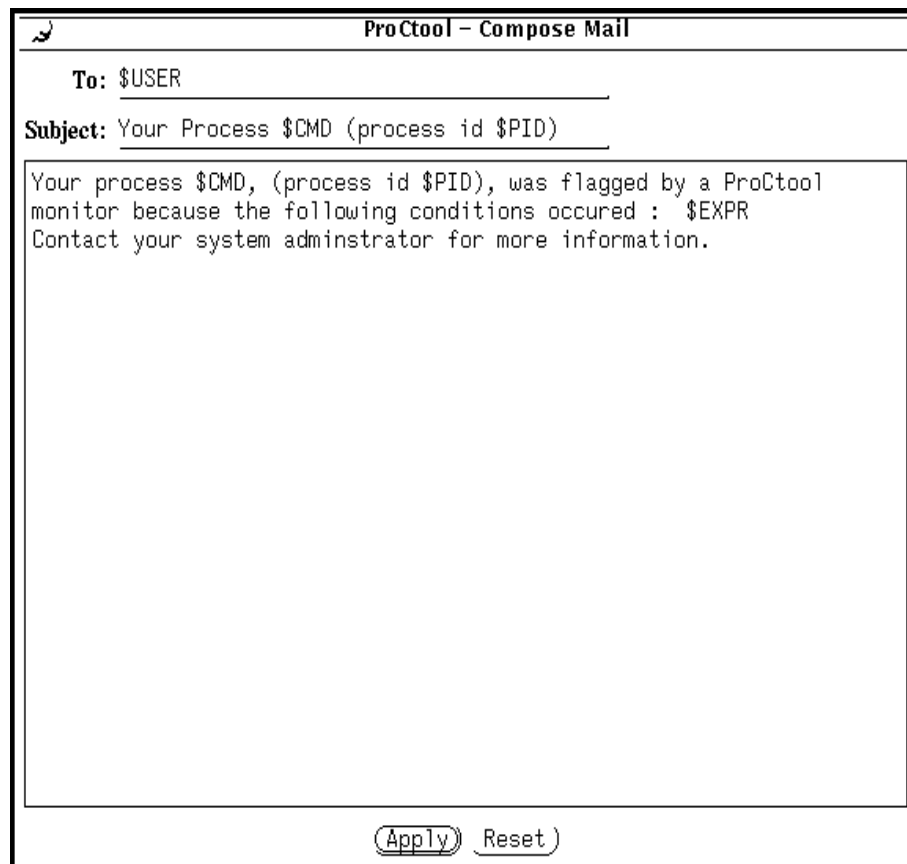 ProCtool – Compose Mail
To: $USER
Subject: Your Process $CMD (process id $PID)
Your process $CMD, (process id $PID), was flagged by a ProCtool
monitor because the following conditions occured :  $EXPR
Contact your system adminstrator for more information.
Apply Reset